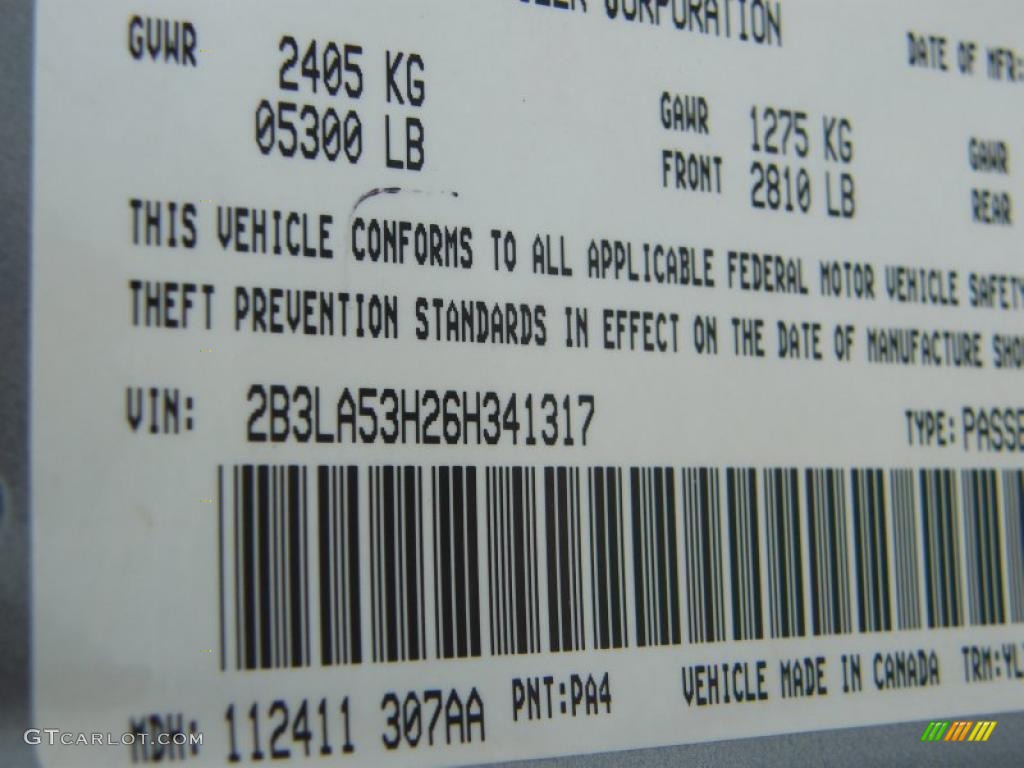 CORPORATION
GVWR 2405 KG DATE OF MFR:
05300 LB
GAWR 1275 KG GAWR
FRONT 2810 LB REAR
THIS VEHICLE CONFORMS TO ALL APPLICABLE FEDERAL MOTOR VEHICLE SAFETY
THEFT PREVENTION STANDARDS IN EFFECT ON THE DATE OF MANUFACTURE
VIN: 2B3LA53H26H341317 TYPE:
MDH: 112411 307AA PNT:PA4 VEHICLE MADE IN CANADA TRM:
GTCARLOT.COM